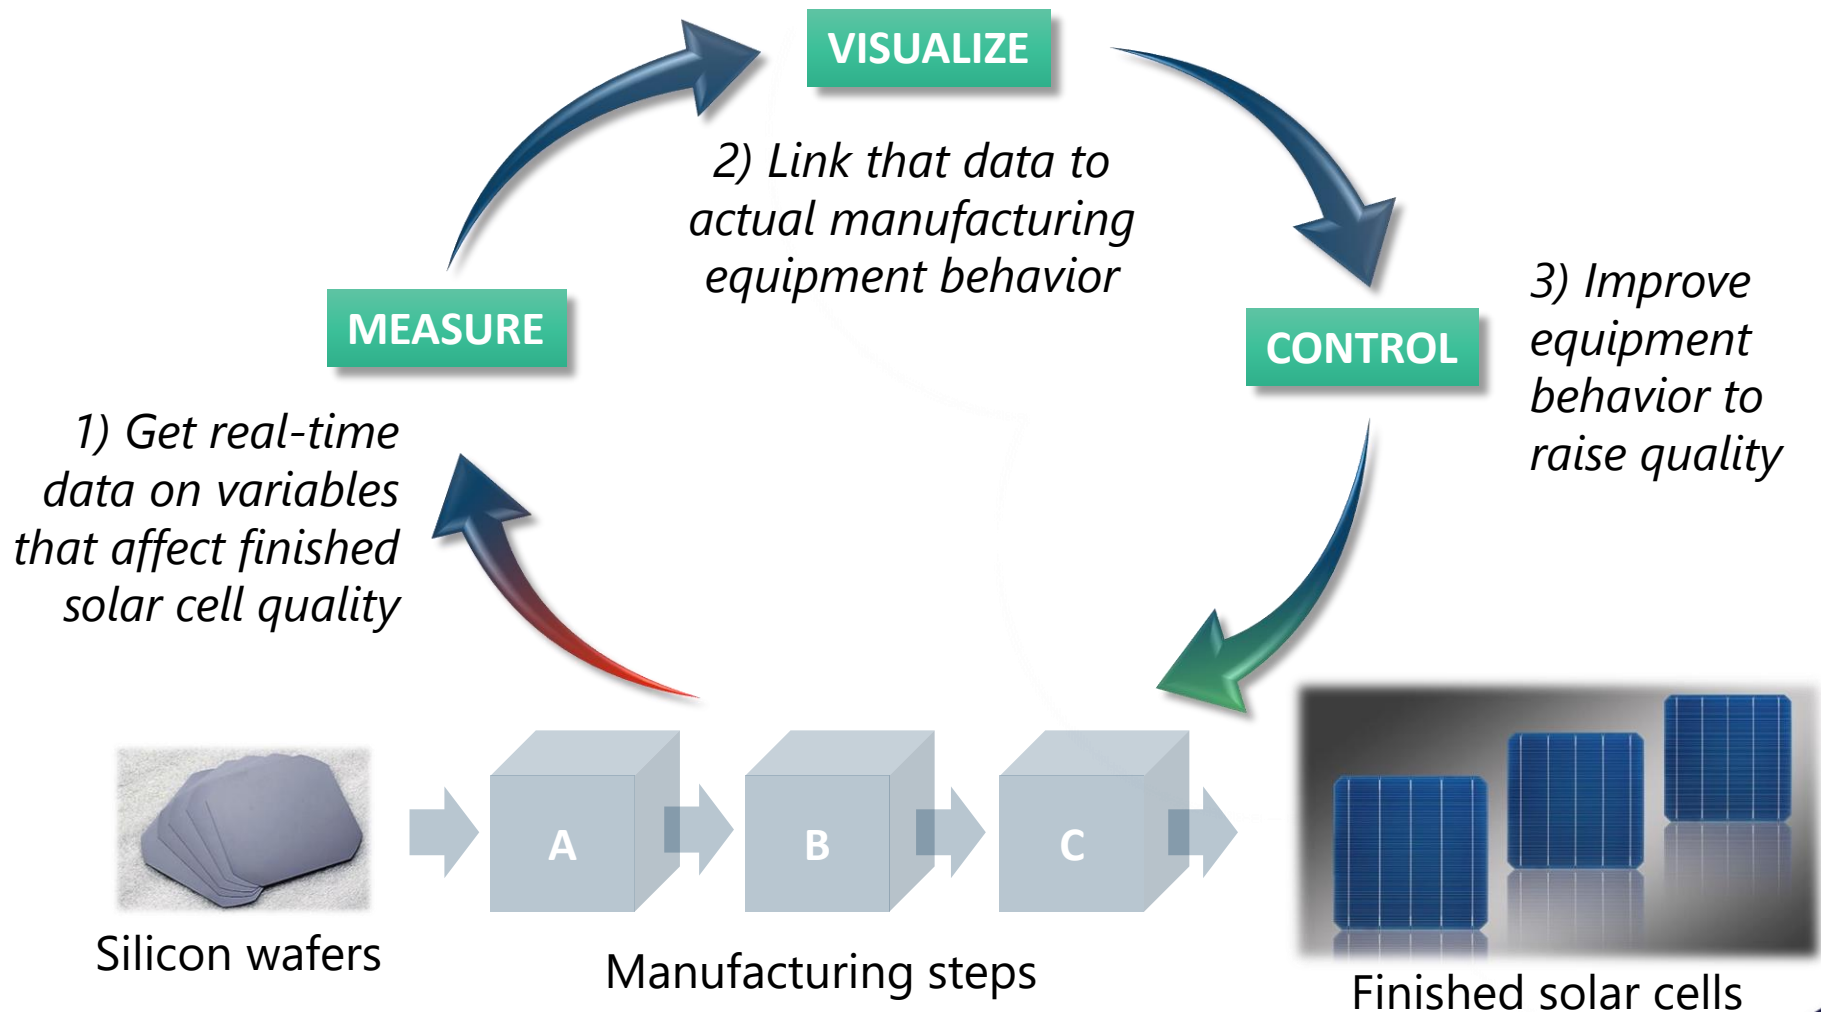 VISUALIZE
2) Link that data to
actual manufacturing
equipment behavior
MEASURE
1) Get real-time
data on variables
that affect finished
solar cell quality
CONTROL
3) Improve
equipment
behavior to
raise quality
A
B
C
Silicon wafers
Manufacturing steps
Finished solar cells